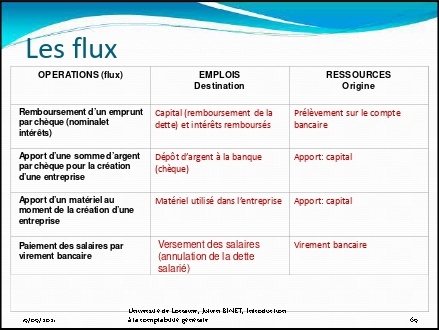 Les flux
OPERATIONS (flux)
EMPLOIS
Destination
RESSOURCES
Origine
Remboursement d'un emprunt
par chèque (nominalet
intérêts)
Capital (remboursement de la
dette) et intérêts remboursés
Prélèvement sur le compte
bancaire
Apport d'une somme d'argent
par chèque pour la création
d'une entreprise
Dépôt d'argent à la banque
(chèque)
Apport: capital
Apport d'un matériel au
moment de la création d'une
entreprise
Matériel utilisé dans l'entreprise
Apport: capital
Paiement des salaires par
virement bancaire
Versement des salaires
(annulation de la dette
salarié)
Virement bancaire
Université de Lorraine, Julien BINET, Introduction
à la comptabilité générale